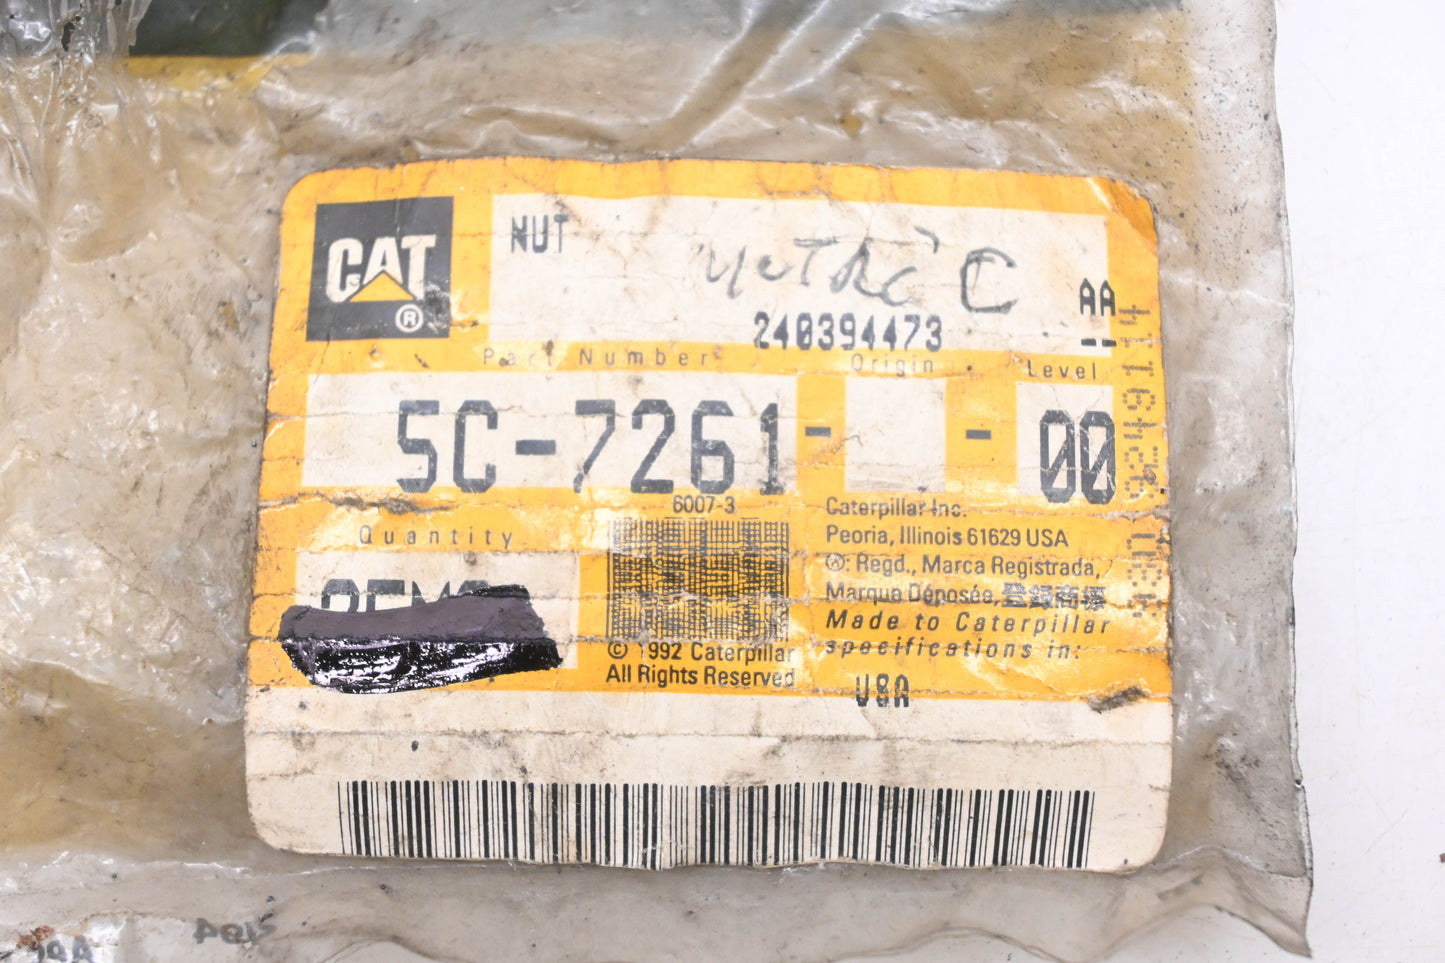 CAT
®
NUT
C
AA
240394473
--
Part Number
Origin
Level
5C-7261- - 00
Quantity
6007-3
Caterpillar Inc.
Peoria, Illinois 61629 USA
®: Regd., Marca Registrada,
Marque Déposée, 登録商標
Made to Caterpillar
specifications in:
USA
© 1992 Caterpillar
All Rights Reserved